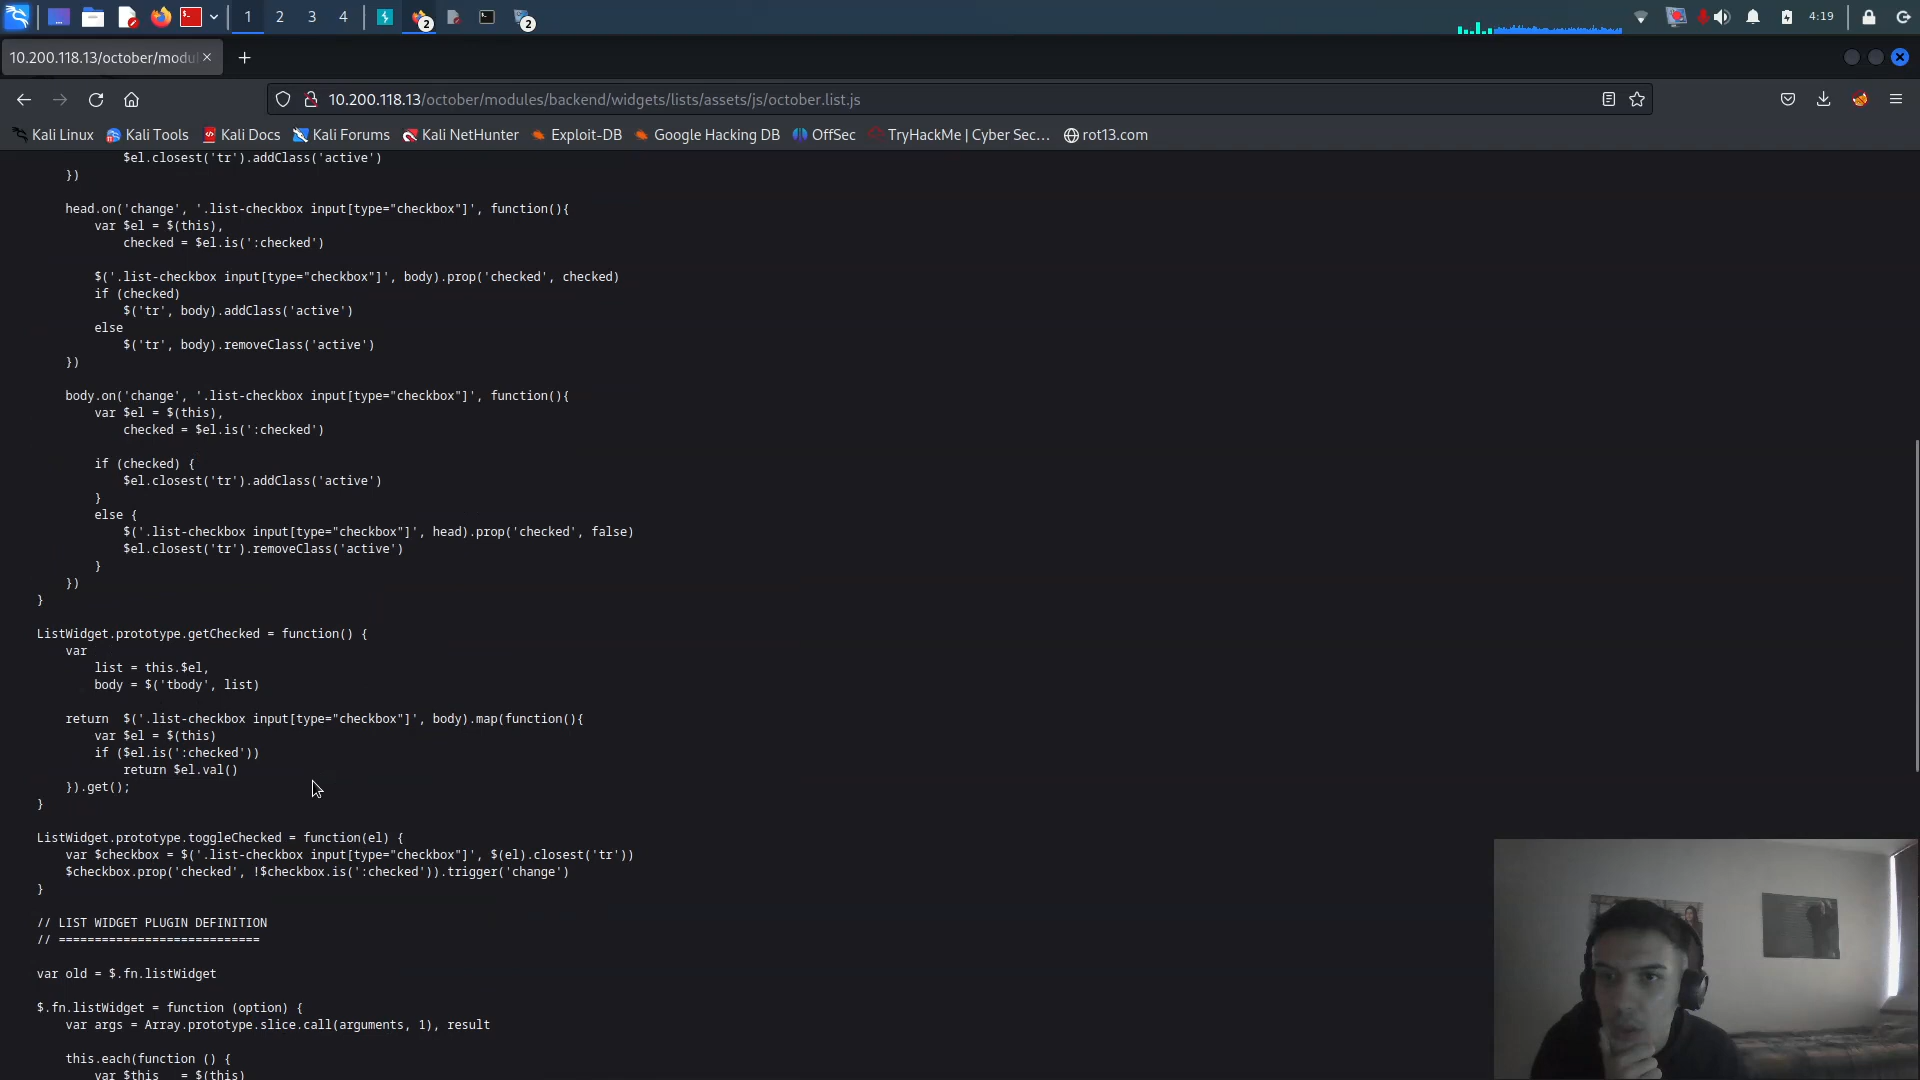 1 2 3 4 2 2 4:19
10.200.118.13/october/modu
10.200.118.13/october/modules/backend/widgets/lists/assets/js/october.list.js
Kali Linux Kali Tools Kali Docs Kali Forums Kali NetHunter Exploit-DB Google Hacking DB OffSec TryHackMe | Cyber Sec… rot13.com
$el.closest('tr').addClass('active')
})
head.on('change', '.list-checkbox input[type="checkbox"]', function(){
var $el = $(this),
checked = $el.is(':checked')
$('.list-checkbox input[type="checkbox"]', body).prop('checked', checked)
if (checked)
$('tr', body).addClass('active')
else
$('tr', body).removeClass('active')
})
body.on('change', '.list-checkbox input[type="checkbox"]', function(){
var $el = $(this),
checked = $el.is(':checked')
if (checked) {
$el.closest('tr').addClass('active')
}
else {
$('.list-checkbox input[type="checkbox"]', head).prop('checked', false)
$el.closest('tr').removeClass('active')
}
})
}
ListWidget.prototype.getChecked = function() {
var
list = this.$el,
body = $('tbody', list)
return  $('.list-checkbox input[type="checkbox"]', body).map(function(){
var $el = $(this)
if ($el.is(':checked'))
return $el.val()
}).get();
}
ListWidget.prototype.toggleChecked = function(el) {
var $checkbox = $('.list-checkbox input[type="checkbox"]', $(el).closest('tr'))
$checkbox.prop('checked', !$checkbox.is(':checked')).trigger('change')
}
// LIST WIDGET PLUGIN DEFINITION
// ============================
var old = $.fn.listWidget
$.fn.listWidget = function (option) {
var args = Array.prototype.slice.call(arguments, 1), result
this.each(function () {
var $this   = $(this)